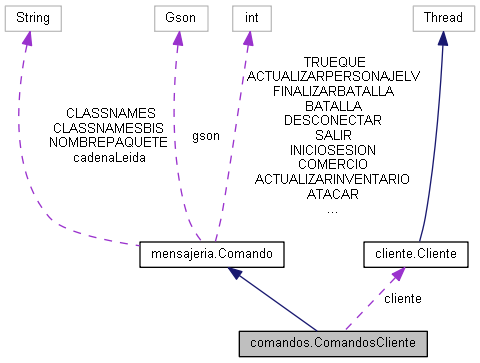 String
Gson
int
Thread
TRUEQUE
ACTUALIZARPERSONAJELV
FINALIZARBATALLA
BATALLA
DESCONECTAR
SALIR
INICIOSESION
COMERCIO
ACTUALIZARINVENTARIO
ATACAR
...
CLASSNAMES
CLASSNAMESBIS
NOMBREPAQUETE
cadenaLeida
gson
mensajeria.Comando
cliente.Cliente
cliente
comandos.ComandosCliente